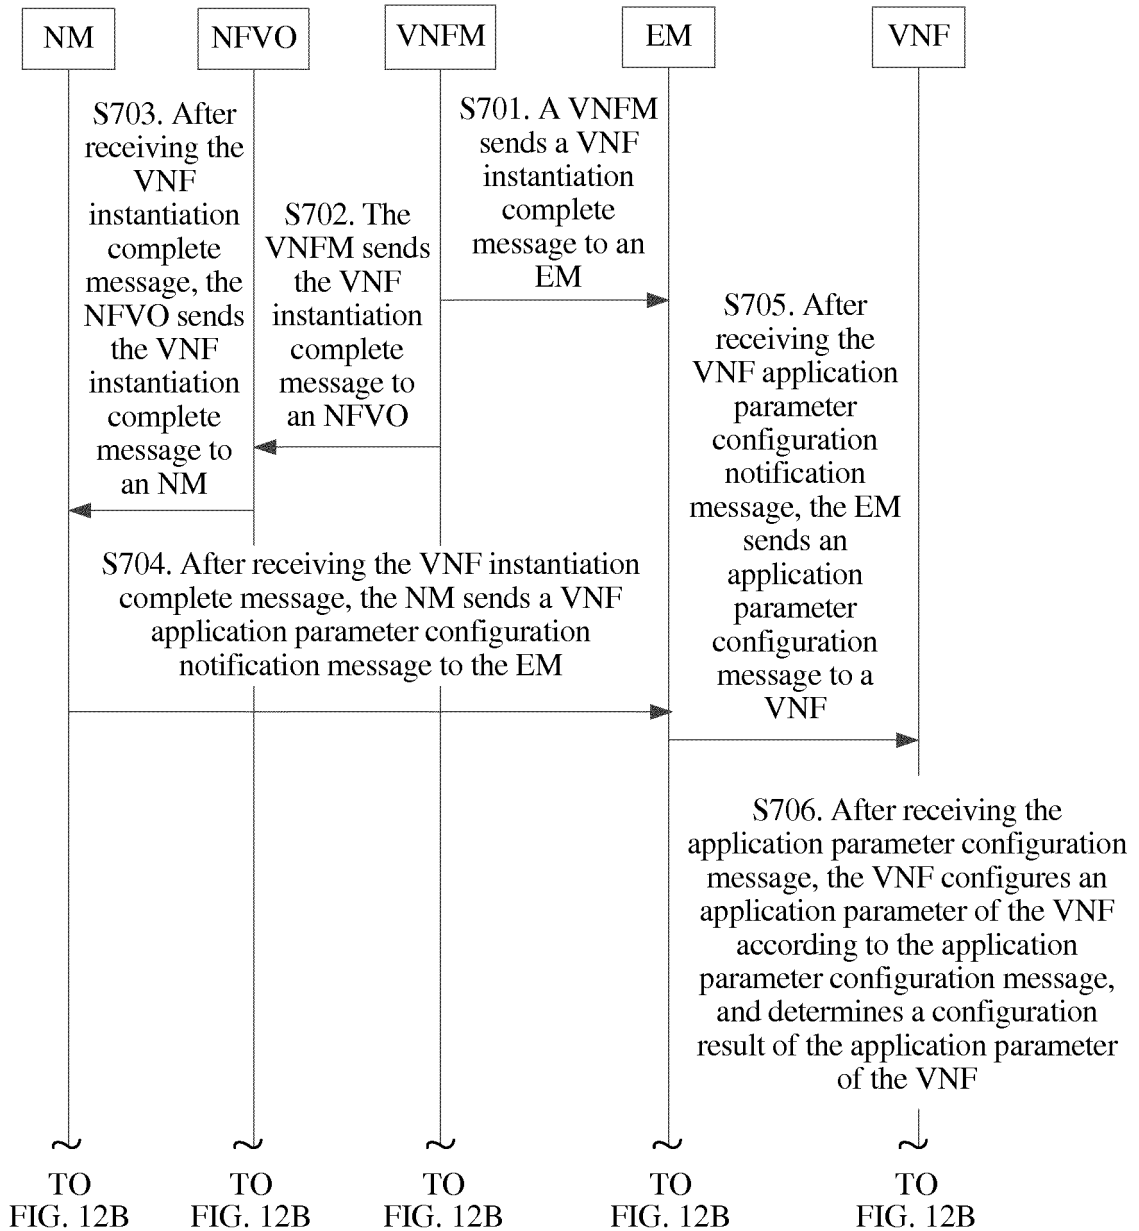 NM
NFVO
VNFM
EM
VNF
S701. A VNFM
sends a VNF
instantiation
complete
message to an
EM
S702. The
VNFM sends
the VNF
instantiation
complete
message to
an NFVO
S703. After
receiving the
VNF
instantiation
complete
message, the
NFVO sends
the VNF
instantiation
complete
message to
an NM
S704. After receiving the VNF instantiation
complete message, the NM sends a VNF
application parameter configuration
notification message to the EM
S705. After
receiving the
VNF application
parameter
configuration
notification
message, the EM
sends an
application
parameter
configuration
message to a
VNF
S706. After receiving the
application parameter configuration
message, the VNF configures an
application parameter of the VNF
according to the application
parameter configuration message,
and determines a configuration
result of the application parameter
of the VNF
TO
FIG. 12B
TO
FIG. 12B
TO
FIG. 12B
TO
FIG. 12B
TO
FIG. 12B